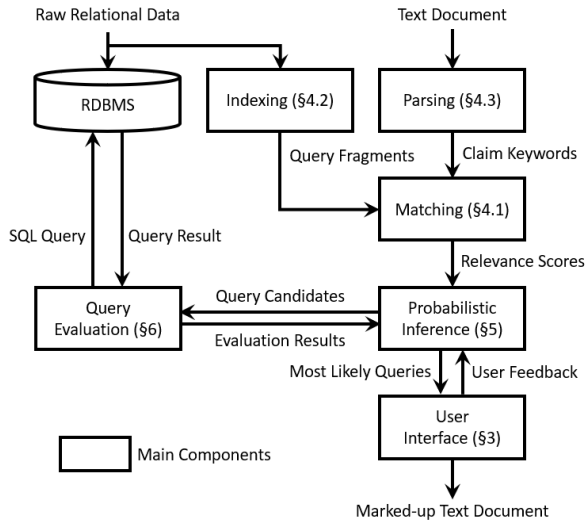 Raw Relational Data
Text Document
RDBMS
Indexing (§4.2)
Parsing (§4.3)
Query Fragments
Claim Keywords
Matching (§4.1)
SQL Query
Query Result
Relevance Scores
Query
Evaluation (§6)
Query Candidates
Evaluation Results
Probabilistic
Inference (§5)
Most Likely Queries
User Feedback
User
Interface (§3)
Main Components
Marked-up Text Document